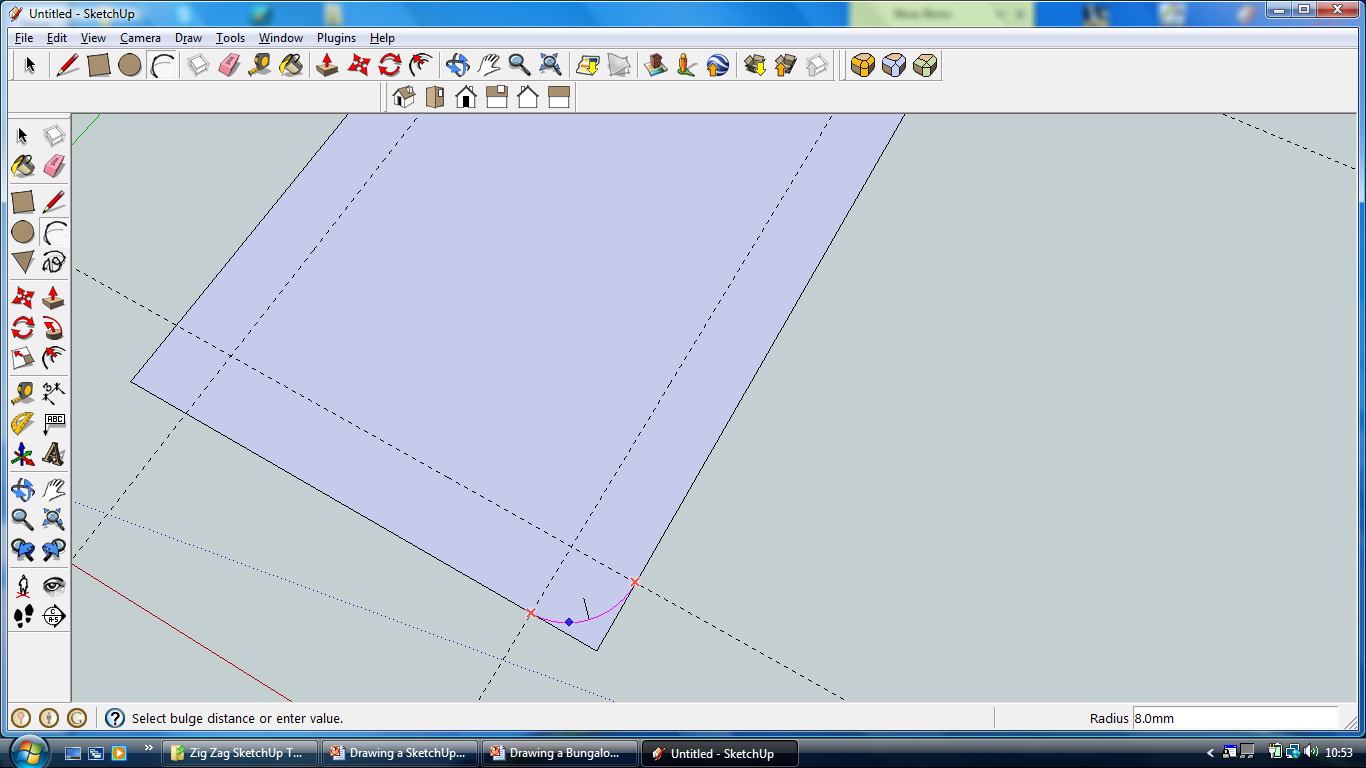 Untitled - SketchUp
File Edit View Camera Draw Tools Window Plugins Help
ABC
Select bulge distance or enter value.
Radius 8.0mm
Zig Zag SketchUp T...
Drawing a SketchUp...
Drawing a Bungalo...
Untitled - SketchUp
10:53